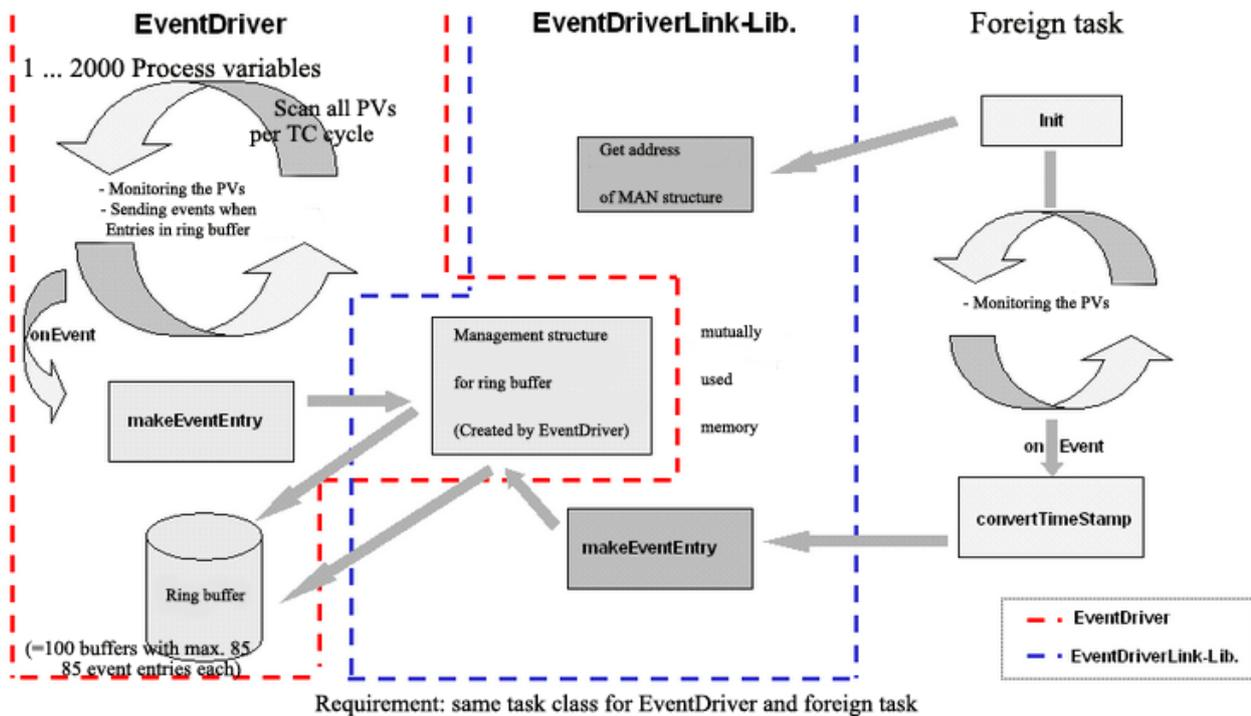 EventDriver
EventDriverLink-Lib.
Foreign task
1 ... 2000 Process variables
Scan all PVs
per TC cycle
- Monitoring the PVs
- Sending events when
Entries in ring buffer
onEvent
makeEventEntry
Ring buffer
(=100 buffers with max. 85
85 event entries each)
Get address
of MAN structure
Management structure
for ring buffer
(Created by EventDriver)
mutually
used
memory
makeEventEntry
Init
- Monitoring the PVs
on Event
convertTimeStamp
EventDriver
EventDriverLink-Lib.
Requirement: same task class for EventDriver and foreign task